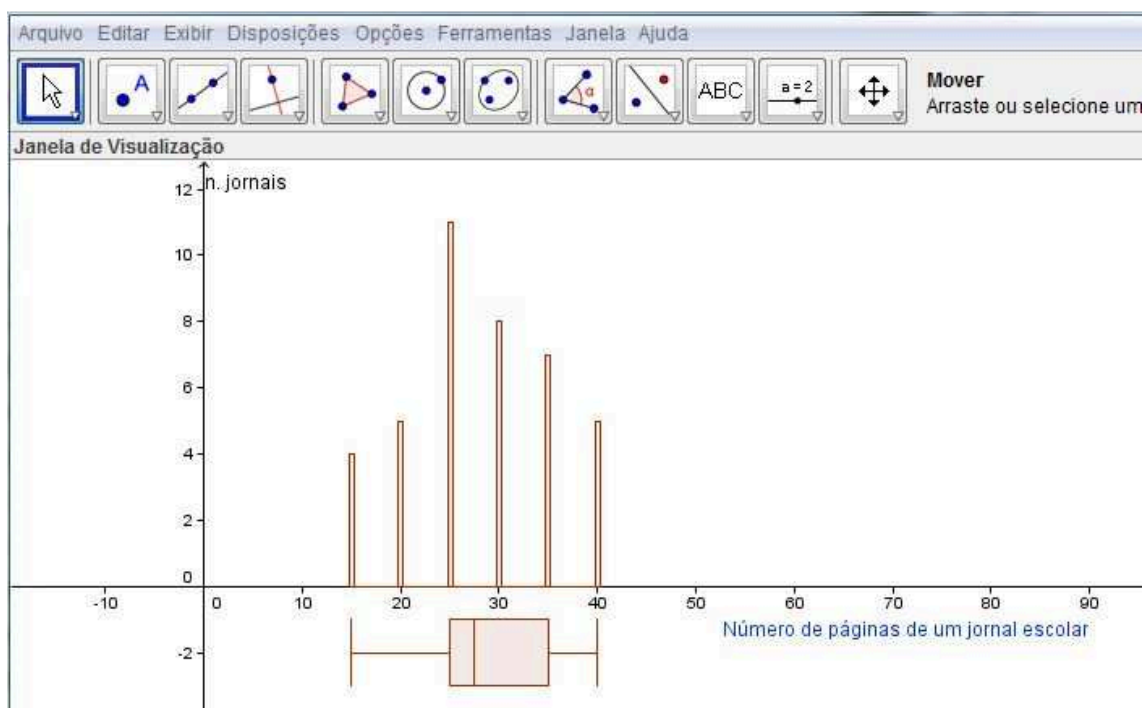 Arquivo Editar Exibir Disposições Opções Ferramentas Janela Ajuda
A α ABC a = 2 Mover
Arraste ou selecione um
Janela de Visualização
n. jornais
12
10
8
6
4
2
0
-10 0 10 20 30 40 50 60 70 80 90
Número de páginas de um jornal escolar
-2